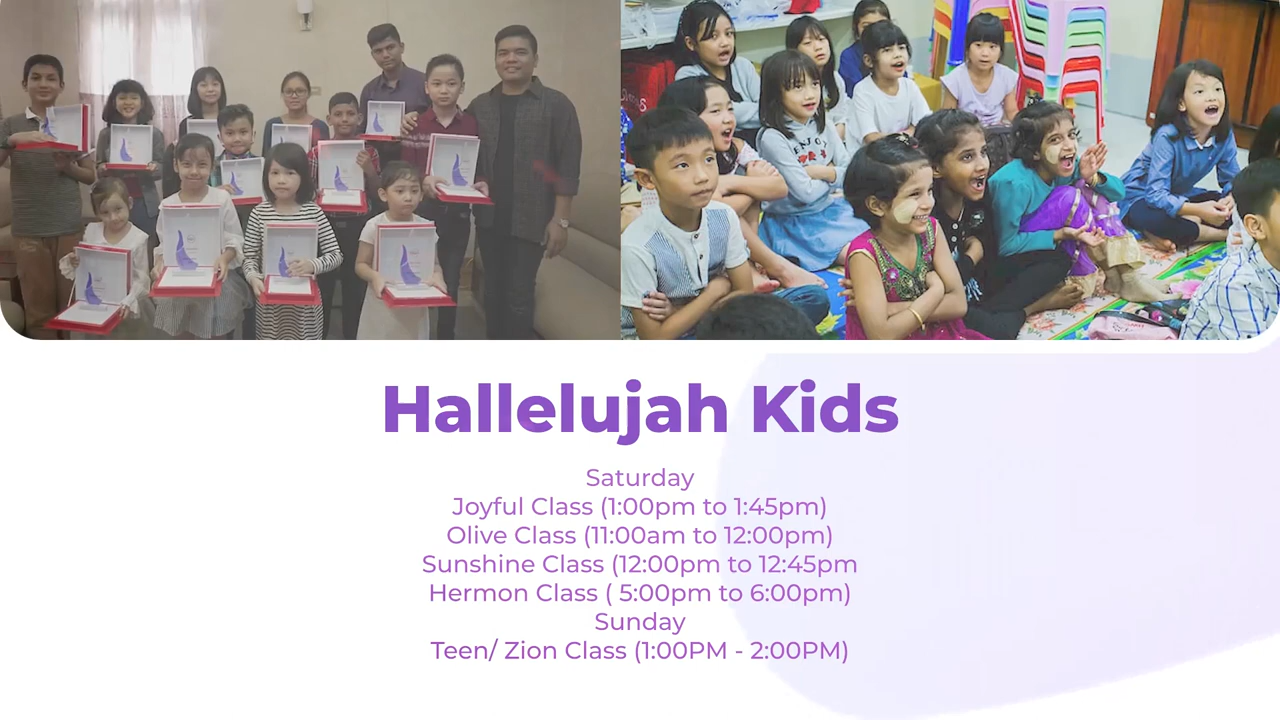 Hallelujah Kids
Saturday
Joyful Class (1:00pm to 1:45pm)
Olive Class (11:00am to 12:00pm)
Sunshine Class (12:00pm to 12:45pm
Hermon Class ( 5:00pm to 6:00pm)
Sunday
Teen/ Zion Class (1:00PM - 2:00PM)